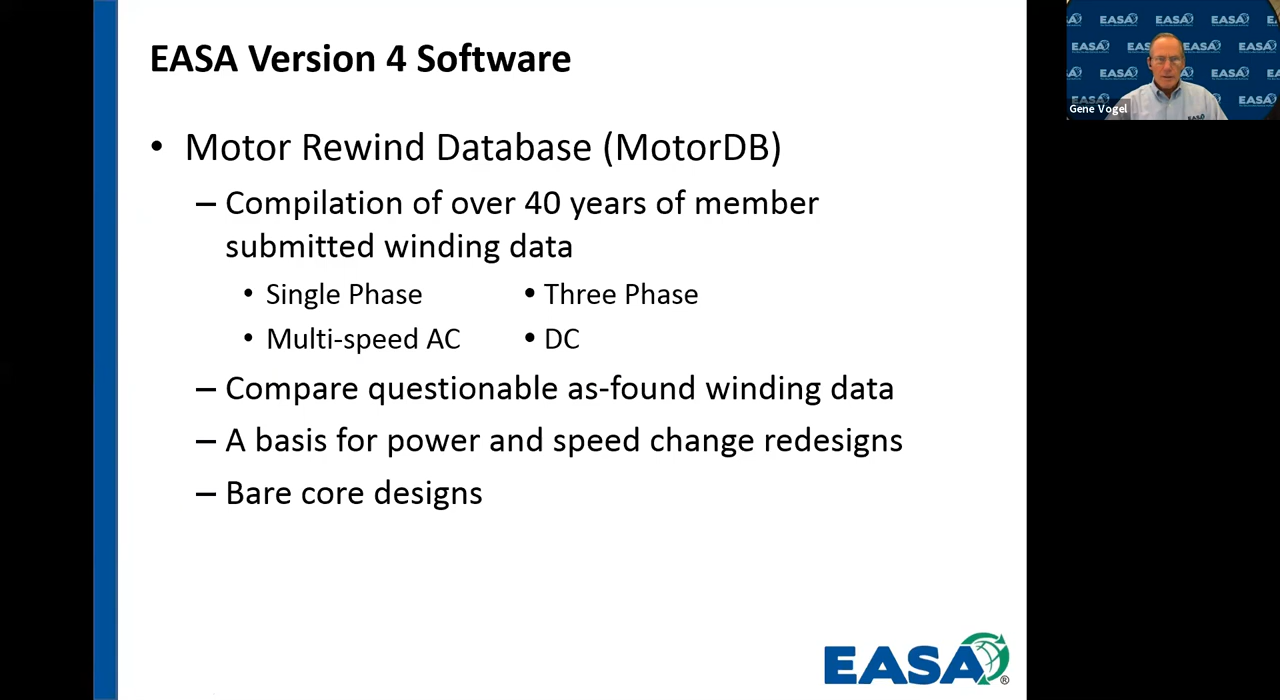 EASA Version 4 Software
• Motor Rewind Database (MotorDB)
– Compilation of over 40 years of member
submitted winding data
• Single Phase
• Three Phase
• Multi-speed AC
• DC
– Compare questionable as-found winding data
– A basis for power and speed change redesigns
– Bare core designs
EASA®
Gene Vogel